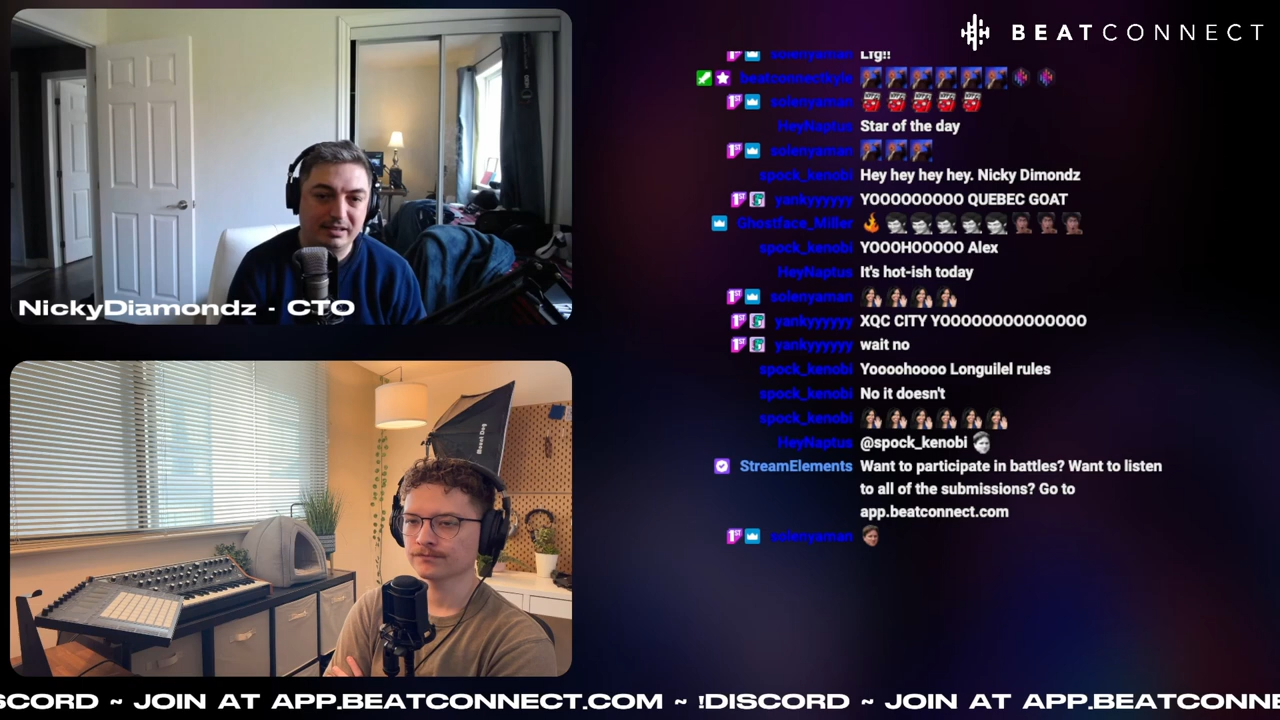 BEATCONNECT
solenyaman Lfg!!
beatconnectkyle
solenyaman
HeyNaptus Star of the day
solenyaman
spock_kenobi Hey hey hey hey. Nicky Dimondz
yankyyyyyy YOOOOOOOOO QUEBEC GOAT
Ghostface_Miller
spock_kenobi YOOOHOOOOO Alex
HeyNaptus It's hot-ish today
solenyaman
yankyyyyyy XQC CITY YOOOOOOOOOOOOOO
yankyyyyyy wait no
spock_kenobi Yoooohoooo Longuilel rules
spock_kenobi No it doesn't
spock_kenobi
HeyNaptus @spock_kenobi
StreamElements Want to participate in battles? Want to listen
to all of the submissions? Go to
app.beatconnect.com
solenyaman
NickyDiamondz - CTO
SCORD ~ JOIN AT APP.BEATCONNECT.COM ~ !DISCORD ~ JOIN AT APP.BEATCONNE